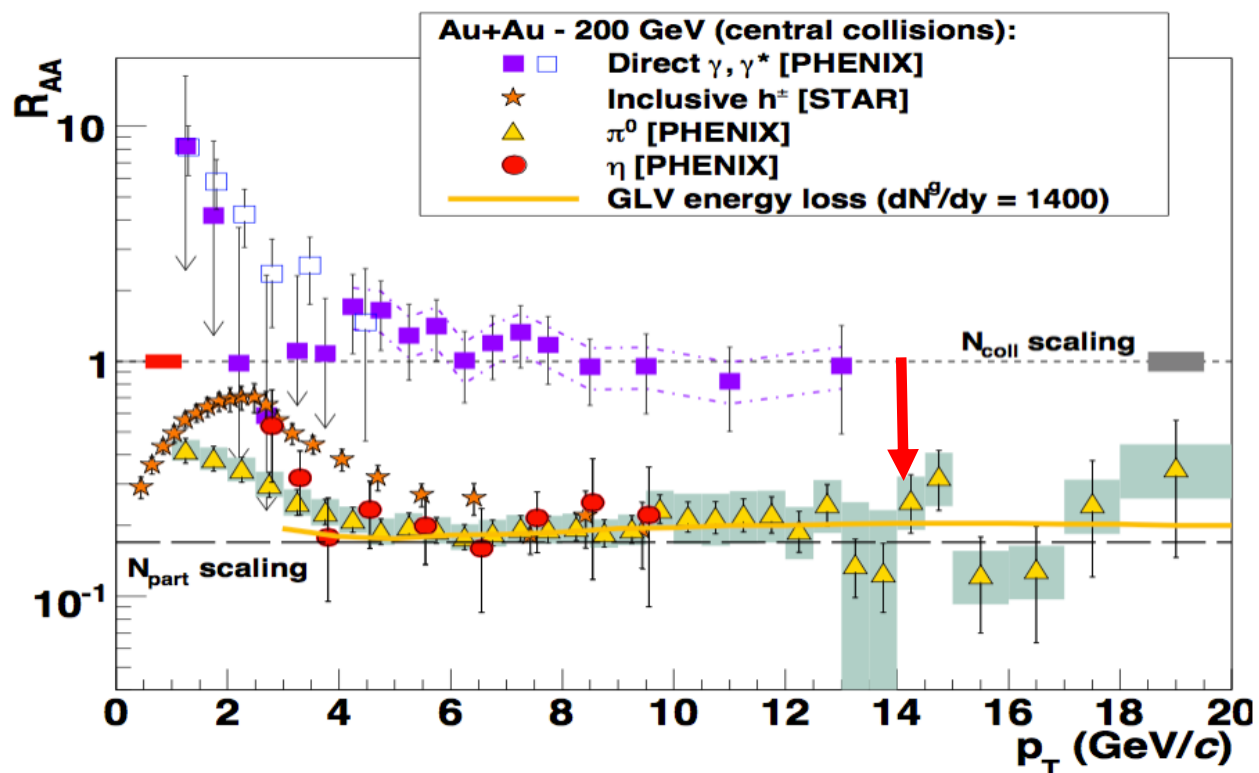 Au+Au - 200 GeV (central collisions):
Direct γ, γ* [PHENIX]
Inclusive h± [STAR]
π⁰ [PHENIX]
η [PHENIX]
GLV energy loss (dNᵍ/dy = 1400)
R_AA
10
1
10⁻¹
N_coll scaling
N_part scaling
0 2 4 6 8 10 12 14 16 18 20
p_T (GeV/c)